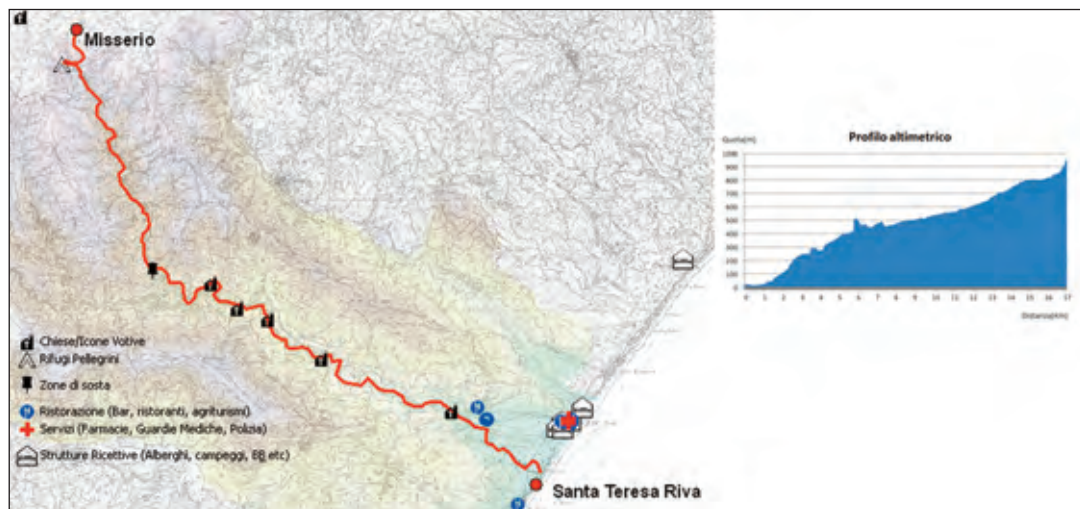 Misserio
Chiese/Icone Votive
Rifugi Pellegrini
Zone di sosta
Ristorazione (Bar, ristoranti, agriturismi)
Servizi (Farmacie, Guardie Mediche, Polizia)
Strutture Ricettive (Alberghi, campeggi, BB etc)
Santa Teresa Riva
Profilo altimetrico
Quota(m)
1000
900
800
700
600
500
400
300
200
100
0
0 1 2 3 4 5 6 7 8 9 10 11 12 13 14 15 16 17
Distanza(Km)